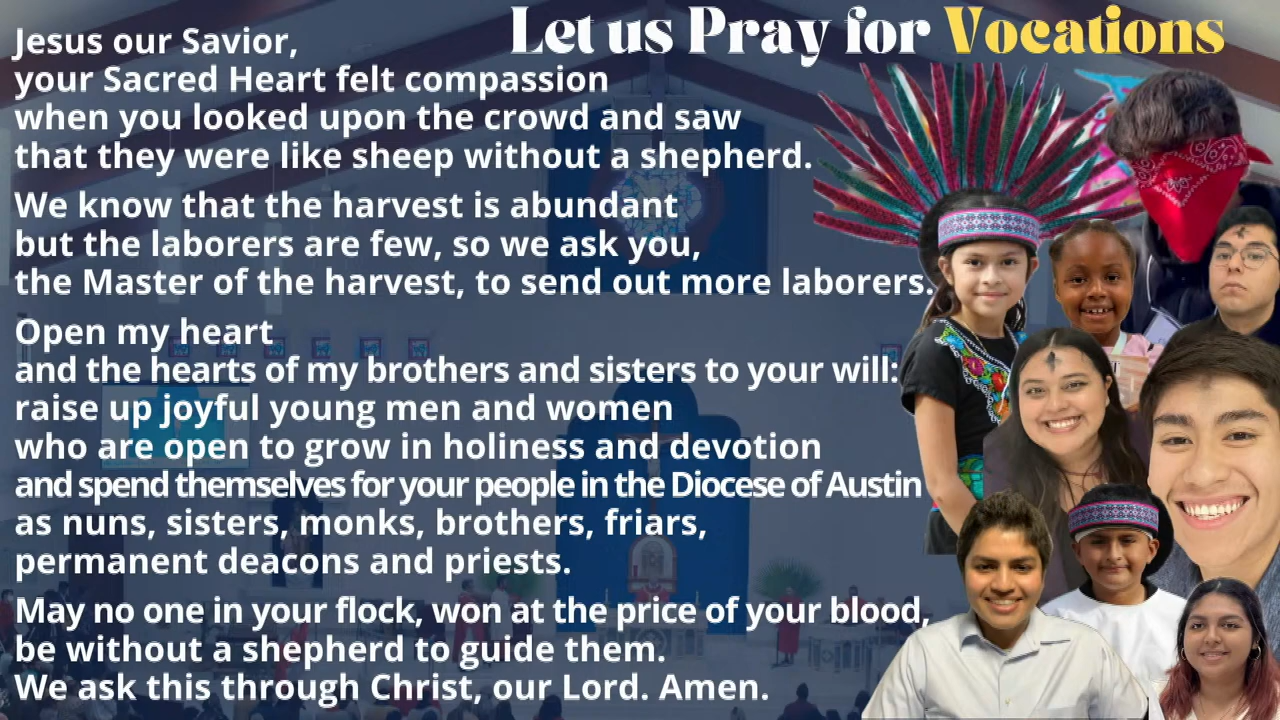 Let us Pray for Vocations
Jesus our Savior,
your Sacred Heart felt compassion
when you looked upon the crowd and saw
that they were like sheep without a shepherd.
We know that the harvest is abundant
but the laborers are few, so we ask you,
the Master of the harvest, to send out more laborers.
Open my heart
and the hearts of my brothers and sisters to your will:
raise up joyful young men and women
who are open to grow in holiness and devotion
and spend themselves for your people in the Diocese of Austin
as nuns, sisters, monks, brothers, friars,
permanent deacons and priests.
May no one in your flock, won at the price of your blood,
be without a shepherd to guide them.
We ask this through Christ, our Lord. Amen.